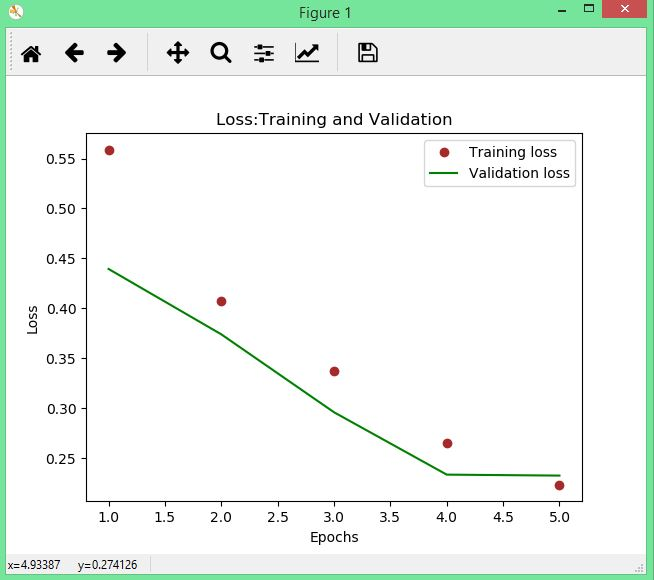 Figure 1
Loss:Training and Validation
Training loss
Validation loss
0.55
0.50
0.45
0.40
0.35
0.30
0.25
Loss
1.0 1.5 2.0 2.5 3.0 3.5 4.0 4.5 5.0
Epochs
x=4.93387 y=0.274126